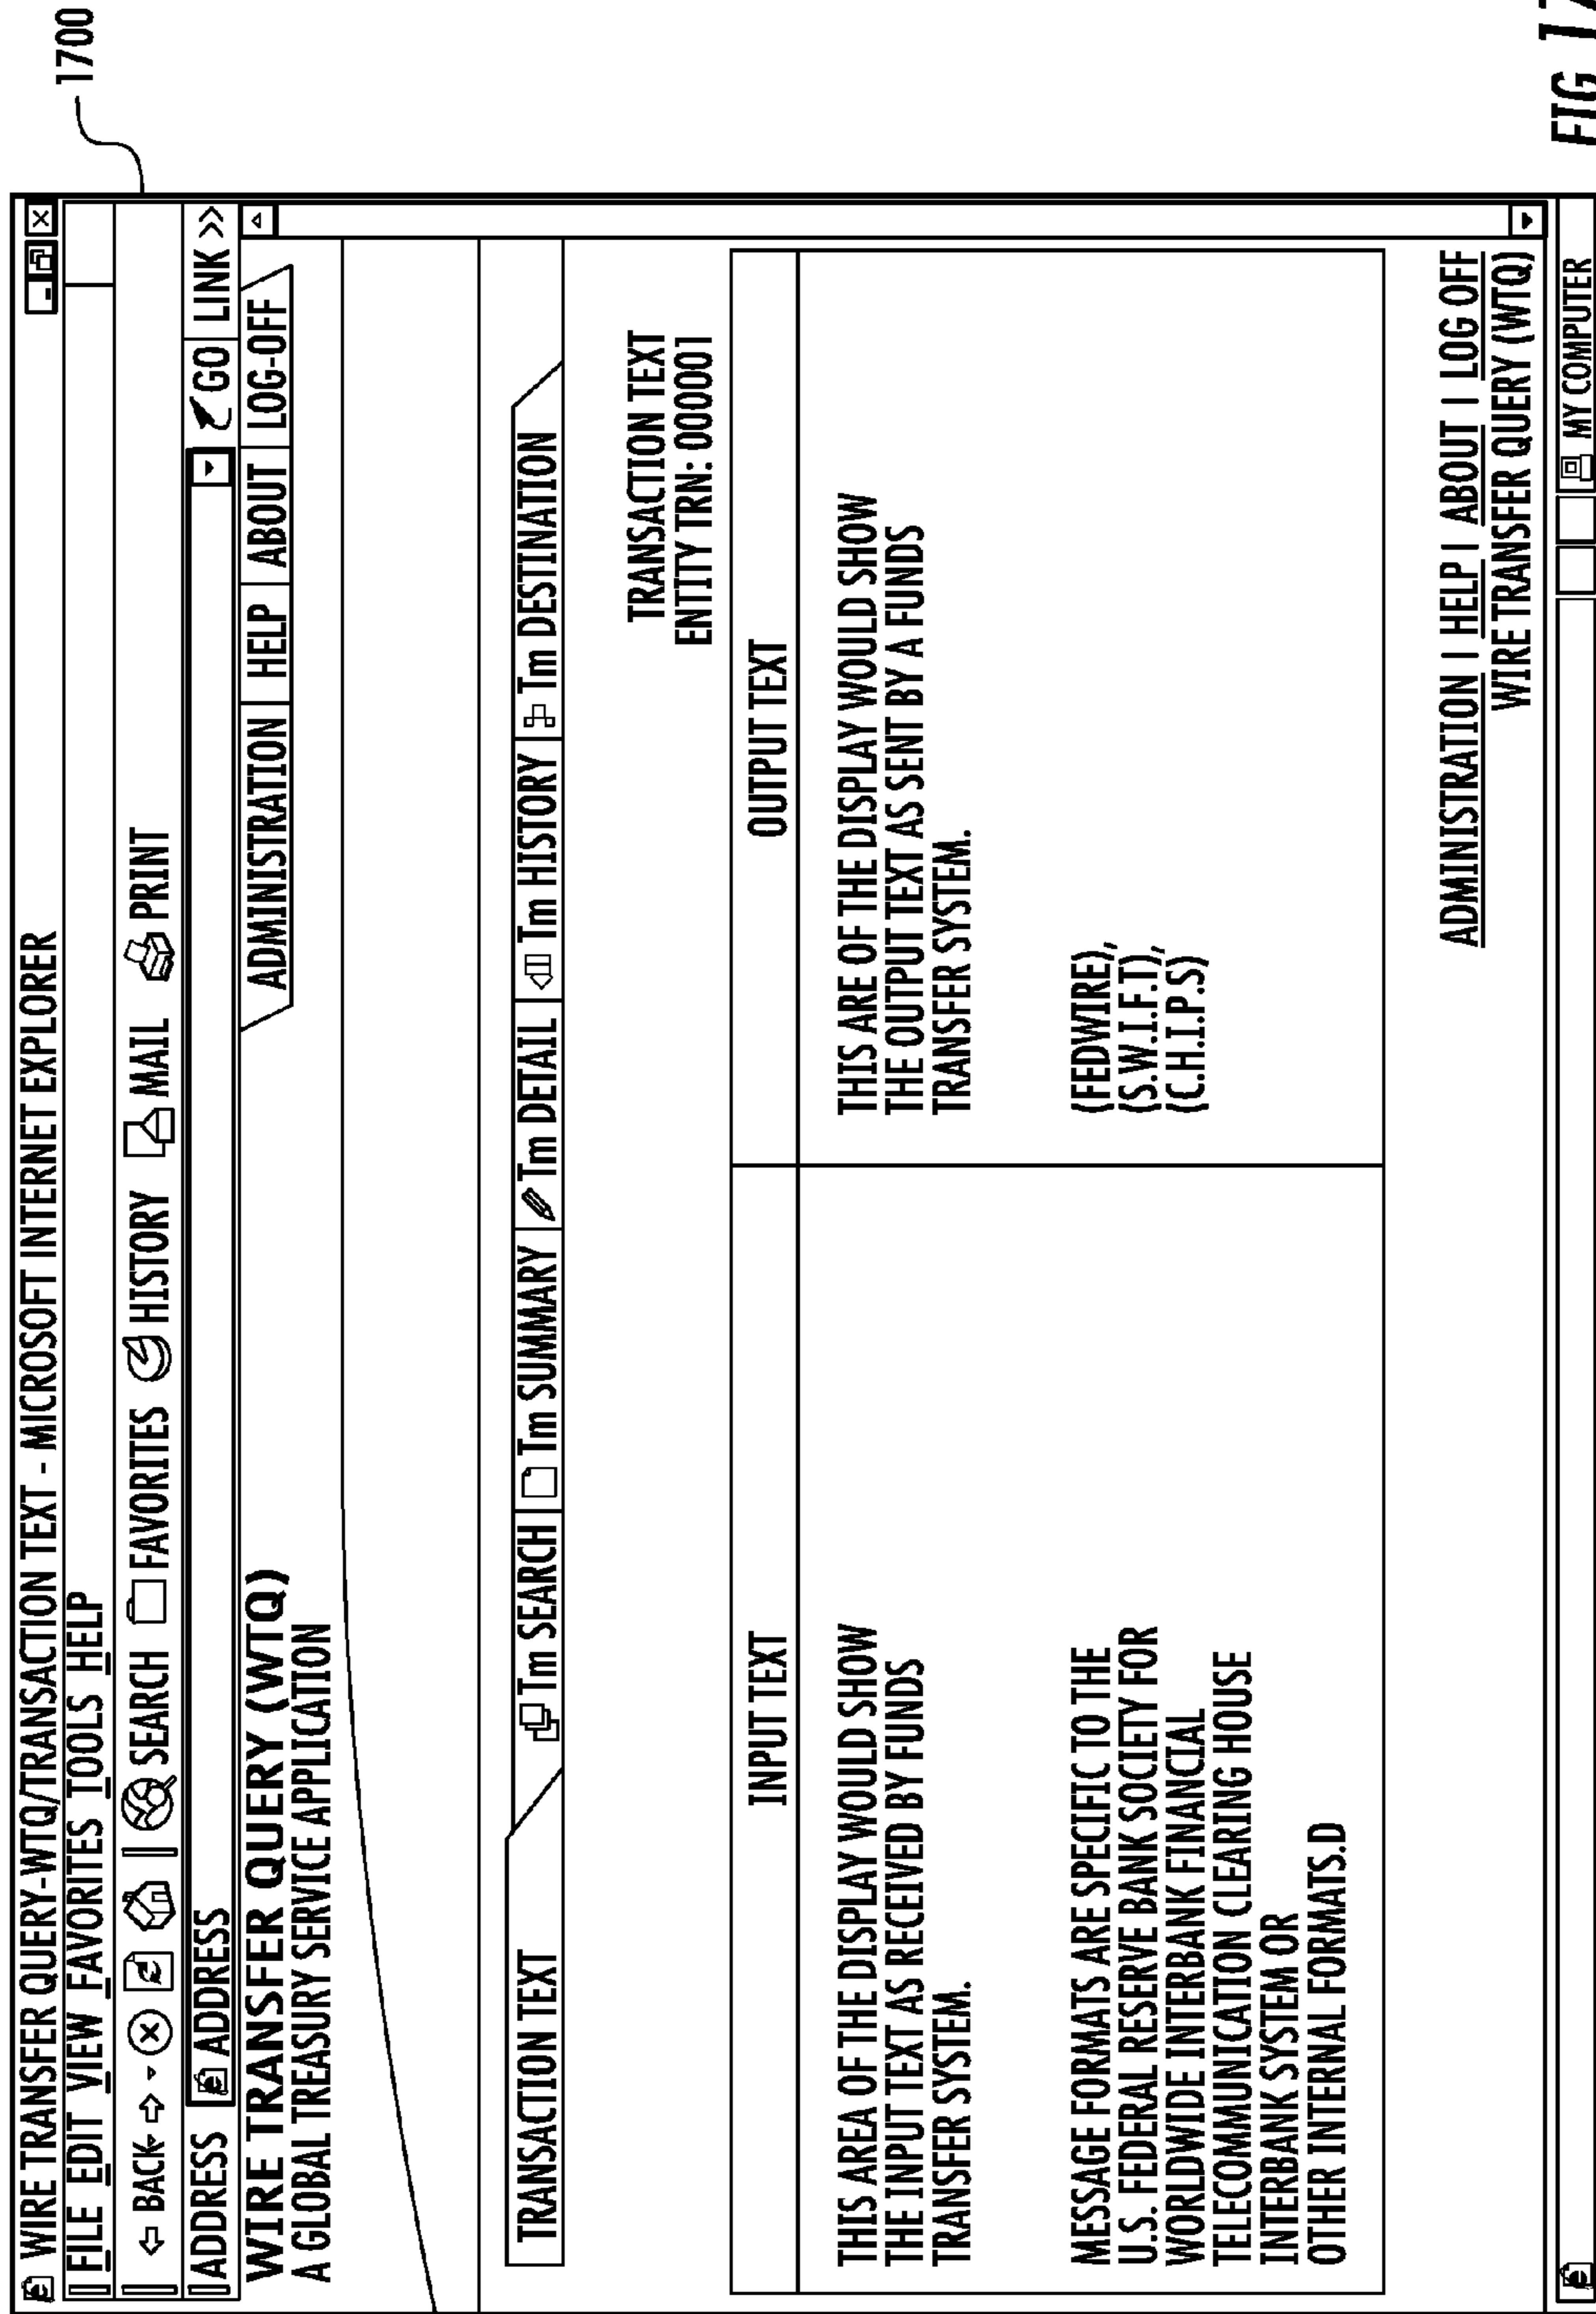 1700
WIRE TRANSFER QUERY-WTQ/TRANSACTION TEXT - MICROSOFT INTERNET EXPLORER
FILE EDIT VIEW FAVORITES TOOLS HELP
BACK SEARCH FAVORITES HISTORY MAIL PRINT
ADDRESS ADDRESS GO LINK >>
WIRE TRANSFER QUERY (WTQ) ADMINISTRATION HELP ABOUT LOG-OFF
A GLOBAL TREASURY SERVICE APPLICATION
TRANSACTION TEXT Tm SEARCH Tm SUMMARY Tm DETAIL Tm HISTORY Tm DESTINATION
TRANSACTION TEXT
ENTITY TRN: 000001
INPUT TEXT
THIS AREA OF THE DISPLAY WOULD SHOW
THE INPUT TEXT AS RECEIVED BY FUNDS
TRANSFER SYSTEM.
MESSAGE FORMATS ARE SPECIFIC TO THE
U.S. FEDERAL RESERVE BANK SOCIETY FOR
WORLDWIDE INTERBANK FINANCIAL
TELECOMMUNICATION CLEARING HOUSE
INTERBANK SYSTEM OR
OTHER INTERNAL FORMATS.D
OUTPUT TEXT
THIS ARE OF THE DISPLAY WOULD SHOW
THE OUTPUT TEXT AS SENT BY A FUNDS
TRANSFER SYSTEM.
(FEDWIRE),
(S.W.I.F.T),
(C.H.I.P.S)
ADMINISTRATION | HELP | ABOUT | LOG OFF
WIRE TRANSFER QUERY (WTQ)
MY COMPUTER
FIG 17